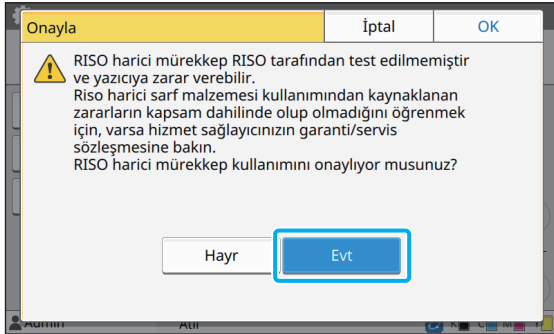 Onayla
İptal
OK
RISO harici mürekkep RISO tarafından test edilmemiştir
ve yazıcıya zarar verebilir.
Riso harici sarf malzemesi kullanımından kaynaklanan
zararların kapsam dahilinde olup olmadığını öğrenmek
için, varsa hizmet sağlayıcınızın garanti/servis
sözleşmesine bakın.
RISO harici mürekkep kullanımını onaylıyor musunuz?
Hayr
Evt
Admin
K C M Y